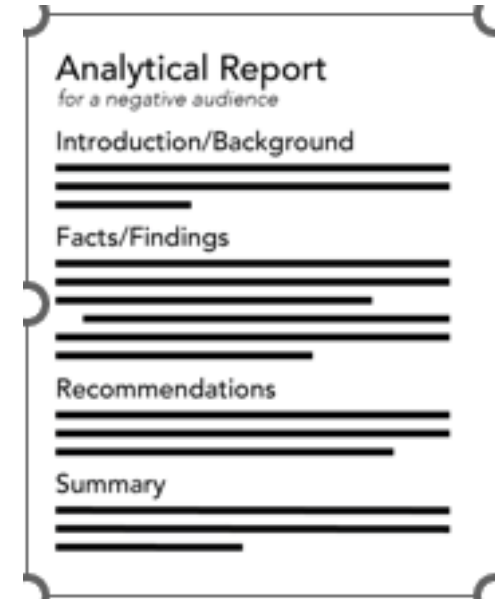 Analytical Report
for a negative audience
Introduction/Background
Facts/Findings
Recommendations
Summary